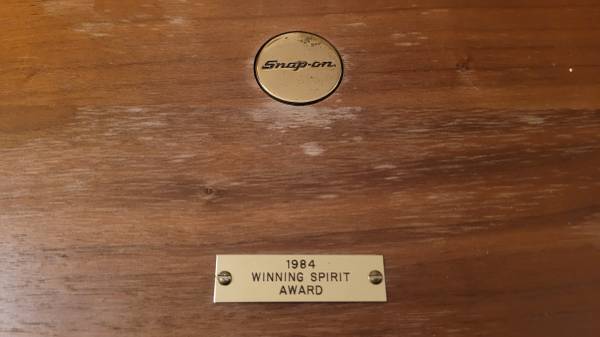 Snap-on
1984
WINNING SPIRIT
AWARD